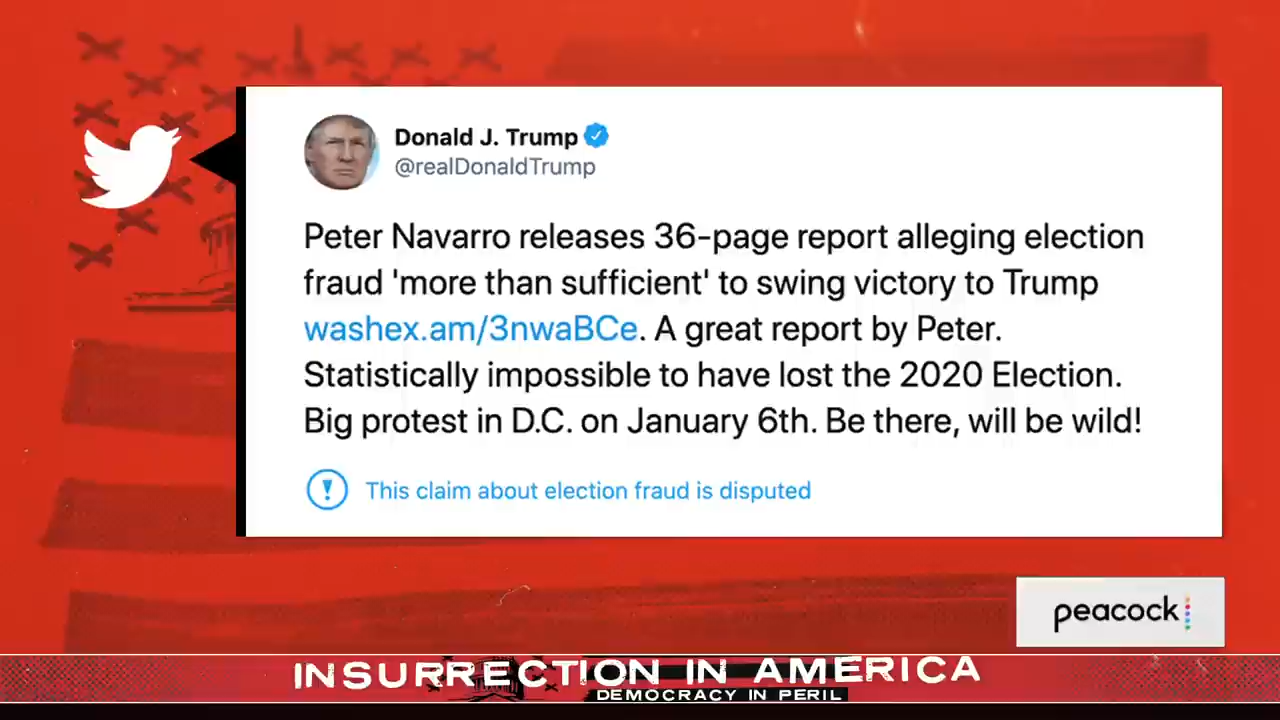 Donald J. Trump
@realDonaldTrump
Peter Navarro releases 36-page report alleging election
fraud 'more than sufficient' to swing victory to Trump
washex.am/3nwaBCe. A great report by Peter.
Statistically impossible to have lost the 2020 Election.
Big protest in D.C. on January 6th. Be there, will be wild!
This claim about election fraud is disputed
peacock
INSURRECTION IN AMERICA
DEMOCRACY IN PERIL